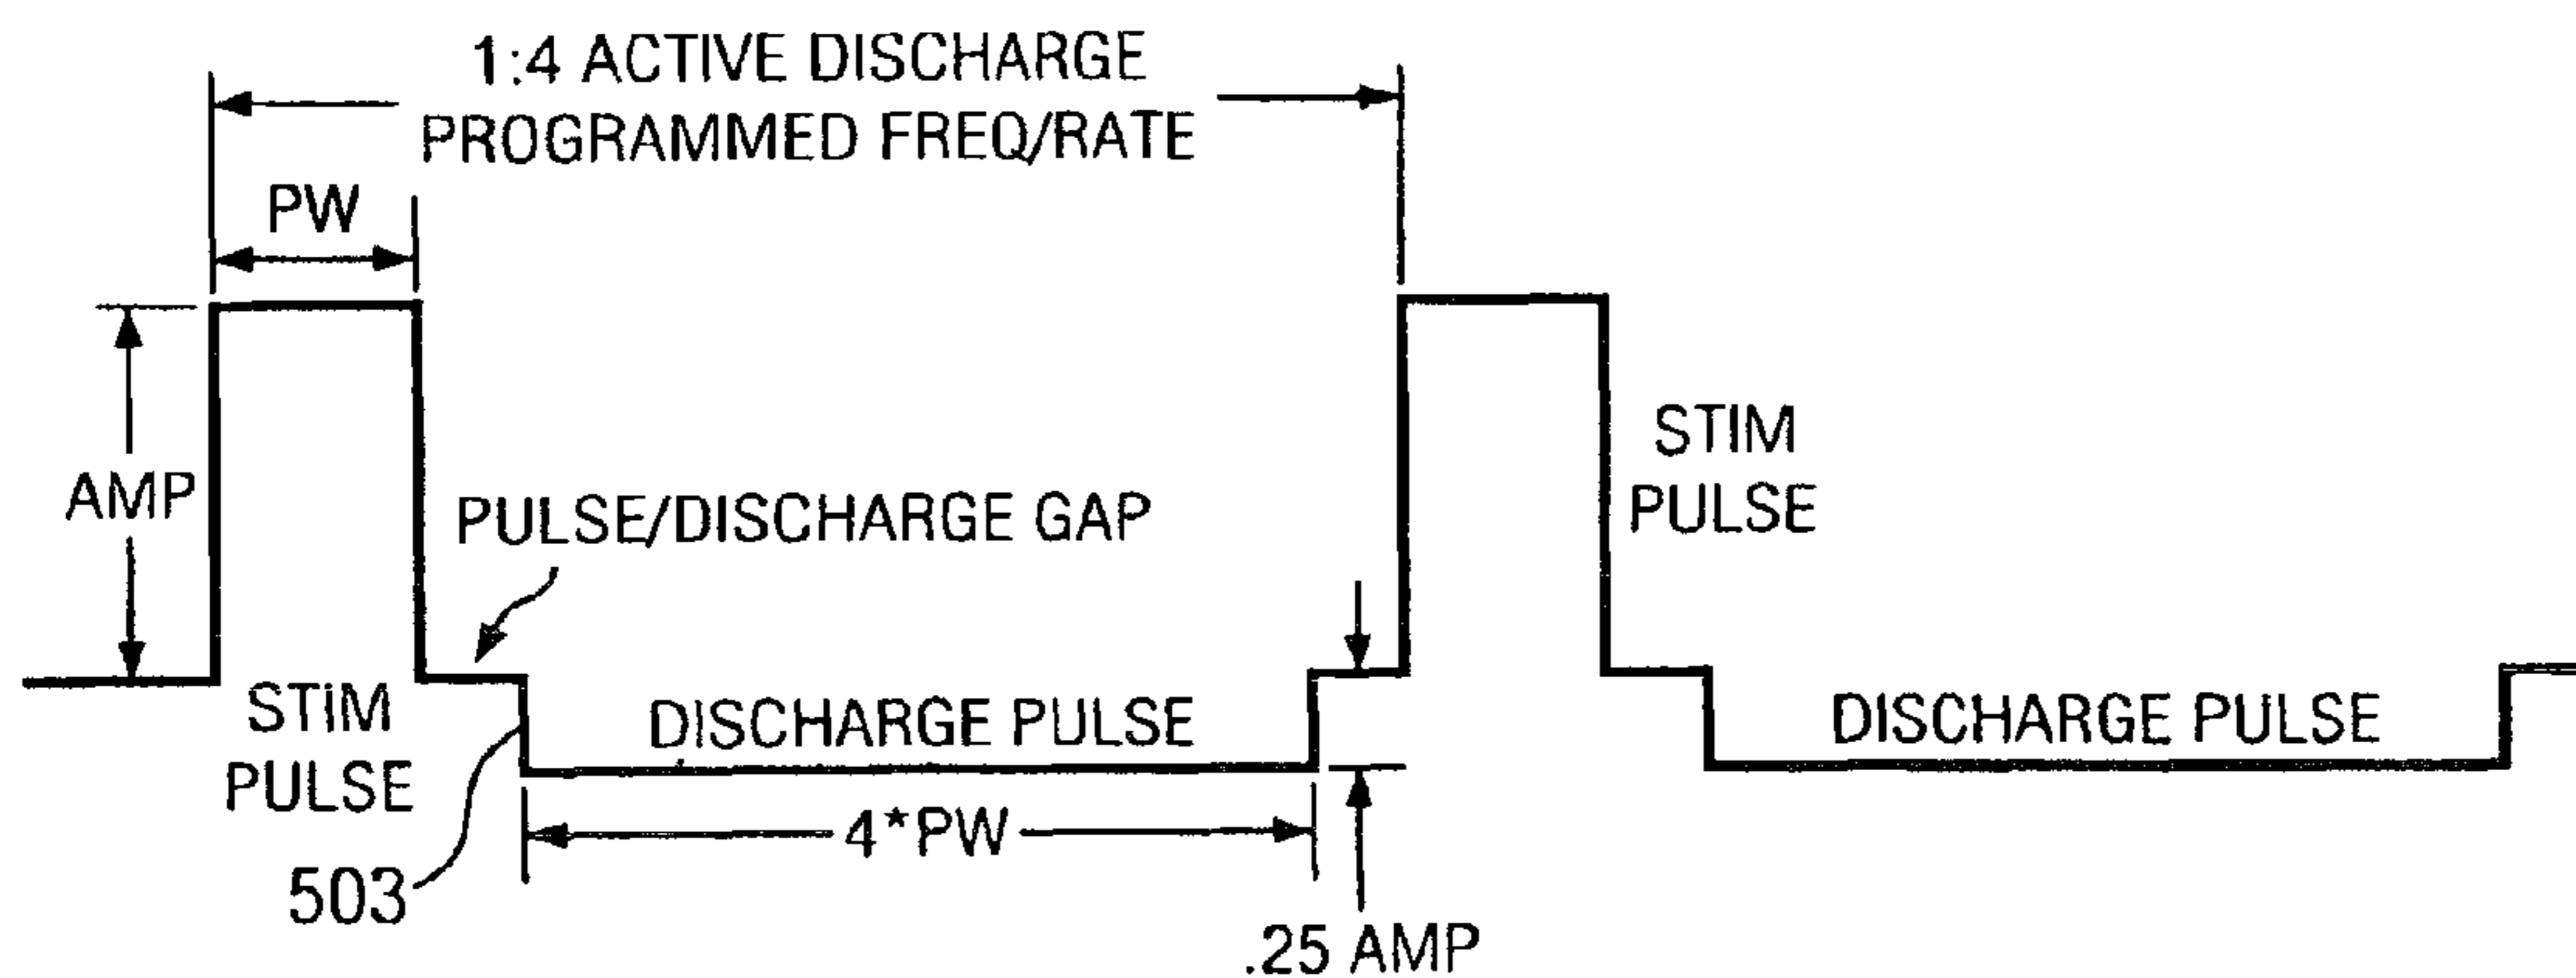 1:4 ACTIVE DISCHARGE
PROGRAMMED FREQ/RATE
PW
AMP
PULSE/DISCHARGE GAP
STIM
PULSE
STiM
PULSE
DISCHARGE PULSE
DISCHARGE PULSE
4*PW
503
.25 AMP